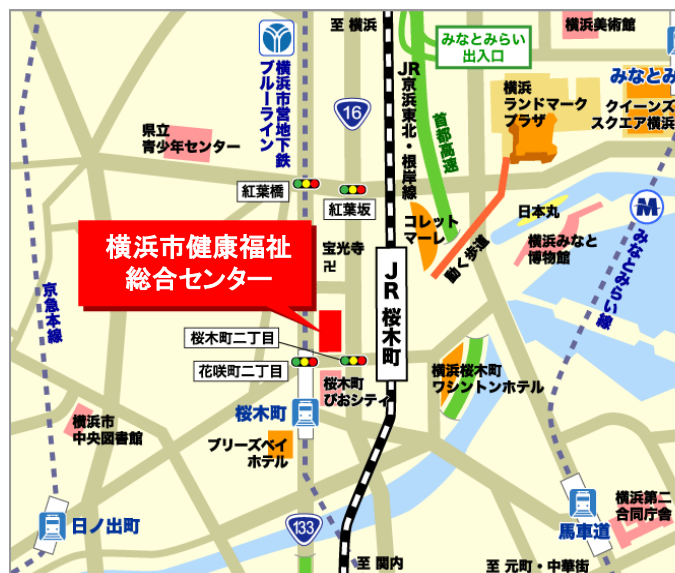 至 横浜
みなとみらい
出入口
横浜美術館
みなとみ
クイーンズ
スクエア横浜
横浜
ランドマーク
プラザ
横浜市営地下鉄
ブルーライン
16
JR京浜東北・根岸線
首都高速
県立
青少年センター
紅葉橋
紅葉坂
コレット
マーレ
動く歩道
日本丸
横浜みなと
博物館
M
みなとみらい線
横浜市健康福祉
総合センター
宝光寺
卍
JR 桜木町
京急本線
桜木町二丁目
花咲町二丁目
桜木町
ぴおシティ
横浜桜木町
ワシントンホテル
桜木町
横浜市
中央図書館
ブリーズベイ
ホテル
日ノ出町
133
馬車道
横浜第二
合同庁舎
至 関内
至 元町・中華街